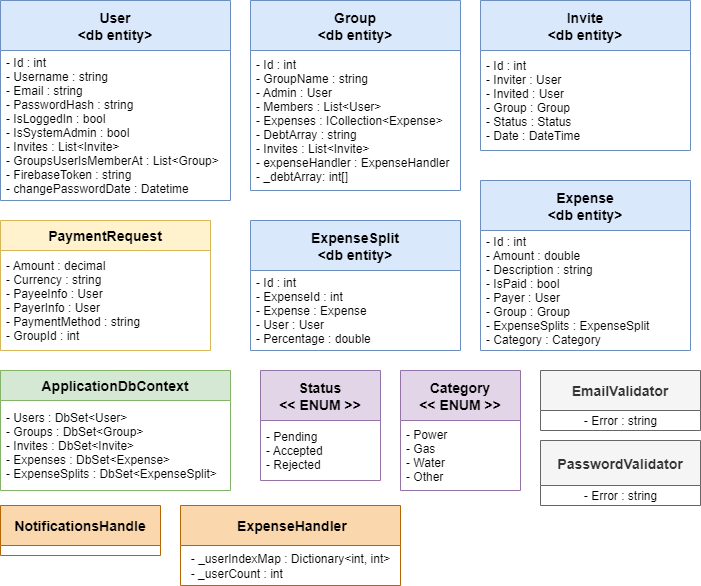 User
<db entity>
- Id : int
- Username : string
- Email : string
- PasswordHash : string
- IsLoggedIn : bool
- IsSystemAdmin : bool
- Invites : List<Invite>
- GroupsUserIsMemberAt : List<Group>
- FirebaseToken : string
- changePasswordDate : Datetime
Group
<db entity>
- Id : int
- GroupName : string
- Admin : User
- Members : List<User>
- Expenses : ICollection<Expense>
- DebtArray : string
- Invites : List<Invite>
- expenseHandler : ExpenseHandler
- _debtArray: int[]
Invite
<db entity>
- Id : int
- Inviter : User
- Invited : User
- Group : Group
- Status : Status
- Date : DateTime
PaymentRequest
- Amount : decimal
- Currency : string
- PayeeInfo : User
- PayerInfo : User
- PaymentMethod : string
- GroupId : int
ExpenseSplit
<db entity>
- Id : int
- ExpenseId : int
- Expense : Expense
- User : User
- Percentage : double
Expense
<db entity>
- Id : int
- Amount : double
- Description : string
- IsPaid : bool
- Payer : User
- Group : Group
- ExpenseSplits : ExpenseSplit
- Category : Category
ApplicationDbContext
- Users : DbSet<User>
- Groups : DbSet<Group>
- Invites : DbSet<Invite>
- Expenses : DbSet<Expense>
- ExpenseSplits : DbSet<ExpenseSplit>
Status
<< ENUM >>
- Pending
- Accepted
- Rejected
Category
<< ENUM >>
- Power
- Gas
- Water
- Other
EmailValidator
- Error : string
PasswordValidator
- Error : string
NotificationsHandle
ExpenseHandler
- _userIndexMap : Dictionary<int, int>
- _userCount : int